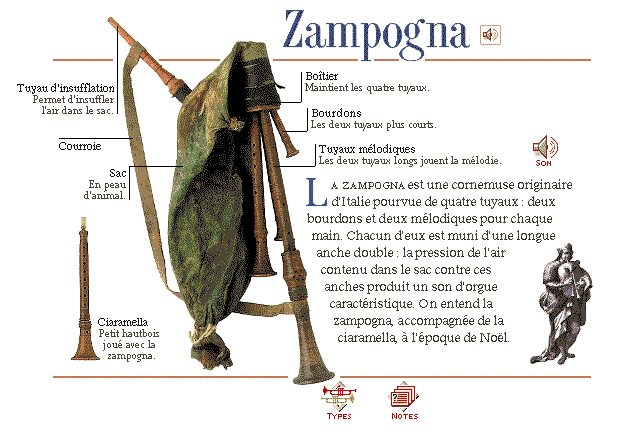 Zampogna
Tuyau d'insufflation
Permet d'insuffler
l'air dans le sac.
Courroie
Sac
En peau
d'animal.
Boîtier
Maintient les quatre tuyaux.
Bourdons
Les deux tuyaux plus courts.
Tuyaux mélodiques
Les deux tuyaux longs jouent la mélodie.
SON
LA ZAMPOGNA est une cornemuse originaire
d'Italie pourvue de quatre tuyaux : deux
bourdons et deux mélodiques pour chaque
main. Chacun d'eux est muni d'une longue
anche double : la pression de l'air
contenu dans le sac contre ces
anches produit un son d'orgue
caractéristique. On entend la
zampogna, accompagnée de la
ciaramella, à l'époque de Noël.
Ciaramella
Petit hautbois
joué avec la
zampogna.
TYPES
NOTES